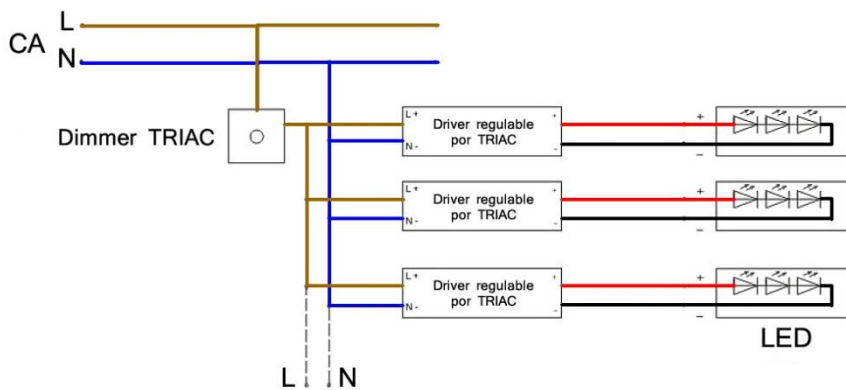 L
CA
N
Dimmer TRIAC
L +
N -
Driver regulable
por TRIAC
+
-
+
-
L +
N -
Driver regulable
por TRIAC
+
-
+
-
L +
N -
Driver regulable
por TRIAC
+
-
+
-
LED
L N